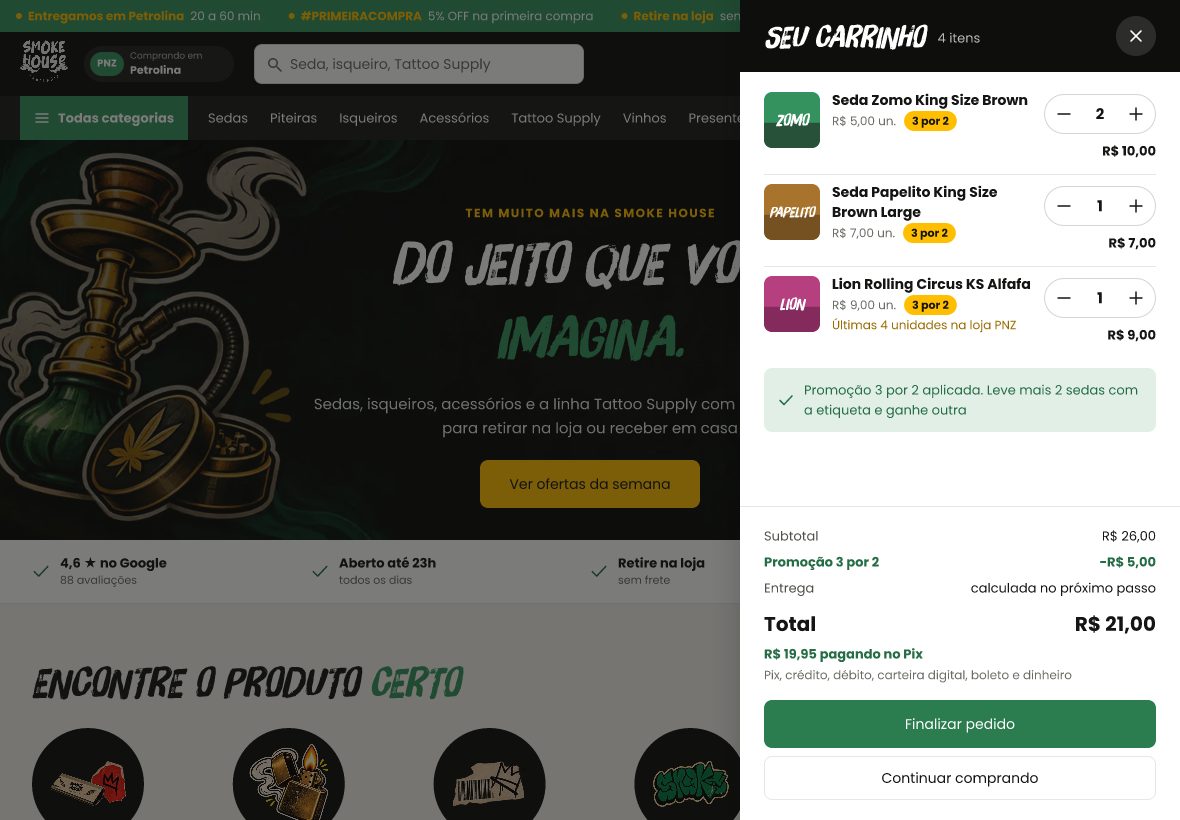 Entregamos em Petrolina 20 a 60 min
#PRIMEIRACOMPRA 5% OFF na primeira compra
Retire na loja
SMOKE
HOUSE
PNZ
Comprando em
Petrolina
Seda, isqueiro, Tattoo Supply
Todas categorias
Sedas
Piteiras
Isqueiros
Acessórios
Tattoo Supply
Vinhos
TEM MUITO MAIS NA SMOKE HOUSE
DO JEITO QUE VO
IMAGINA.
Sedas, isqueiros, acessórios e a linha Tattoo Supply com
para retirar na loja ou receber em casa
Ver ofertas da semana
4,6 ★ no Google
88 avaliações
Aberto até 23h
todos os dias
Retire na loja
sem frete
ENCONTRE O PRODUTO CERTO
SEU CARRINHO 4 itens
ZOMO
Seda Zomo King Size Brown
R$ 5,00 un. 3 por 2
2
R$ 10,00
PAPELITO
Seda Papelito King Size
Brown Large
R$ 7,00 un. 3 por 2
1
R$ 7,00
LION
Lion Rolling Circus KS Alfafa
R$ 9,00 un. 3 por 2
Últimas 4 unidades na loja PNZ
1
R$ 9,00
Promoção 3 por 2 aplicada. Leve mais 2 sedas com
a etiqueta e ganhe outra
Subtotal R$ 26,00
Promoção 3 por 2 -R$ 5,00
Entrega calculada no próximo passo
Total R$ 21,00
R$ 19,95 pagando no Pix
Pix, crédito, débito, carteira digital, boleto e dinheiro
Finalizar pedido
Continuar comprando